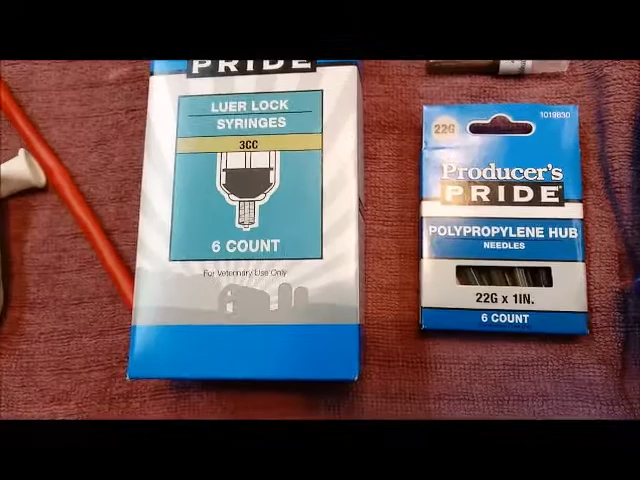 PRIDE
LUER LOCK
SYRINGES
3CC
6 COUNT
For Veterinary Use Only
22G
1019830
Producer's
PRIDE
POLYPROPYLENE HUB
NEEDLES
22G x 1IN.
6 COUNT